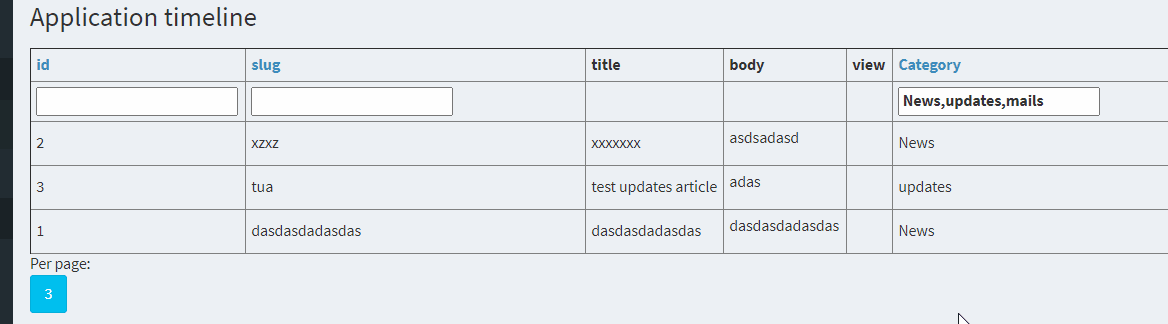 Application timeline
id slug title body view Category
News,updates,mails
2 xzxz xxxxxxx asdsadasd News
3 tua test updates article adas updates
1 dasdasdadasdas dasdasdadasdas dasdasdadasdas News
Per page:
3